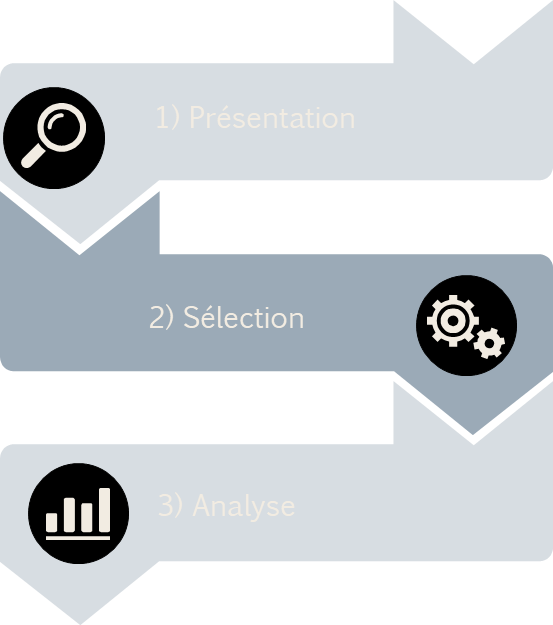 1) Présentation
2) Sélection
3) Analyse